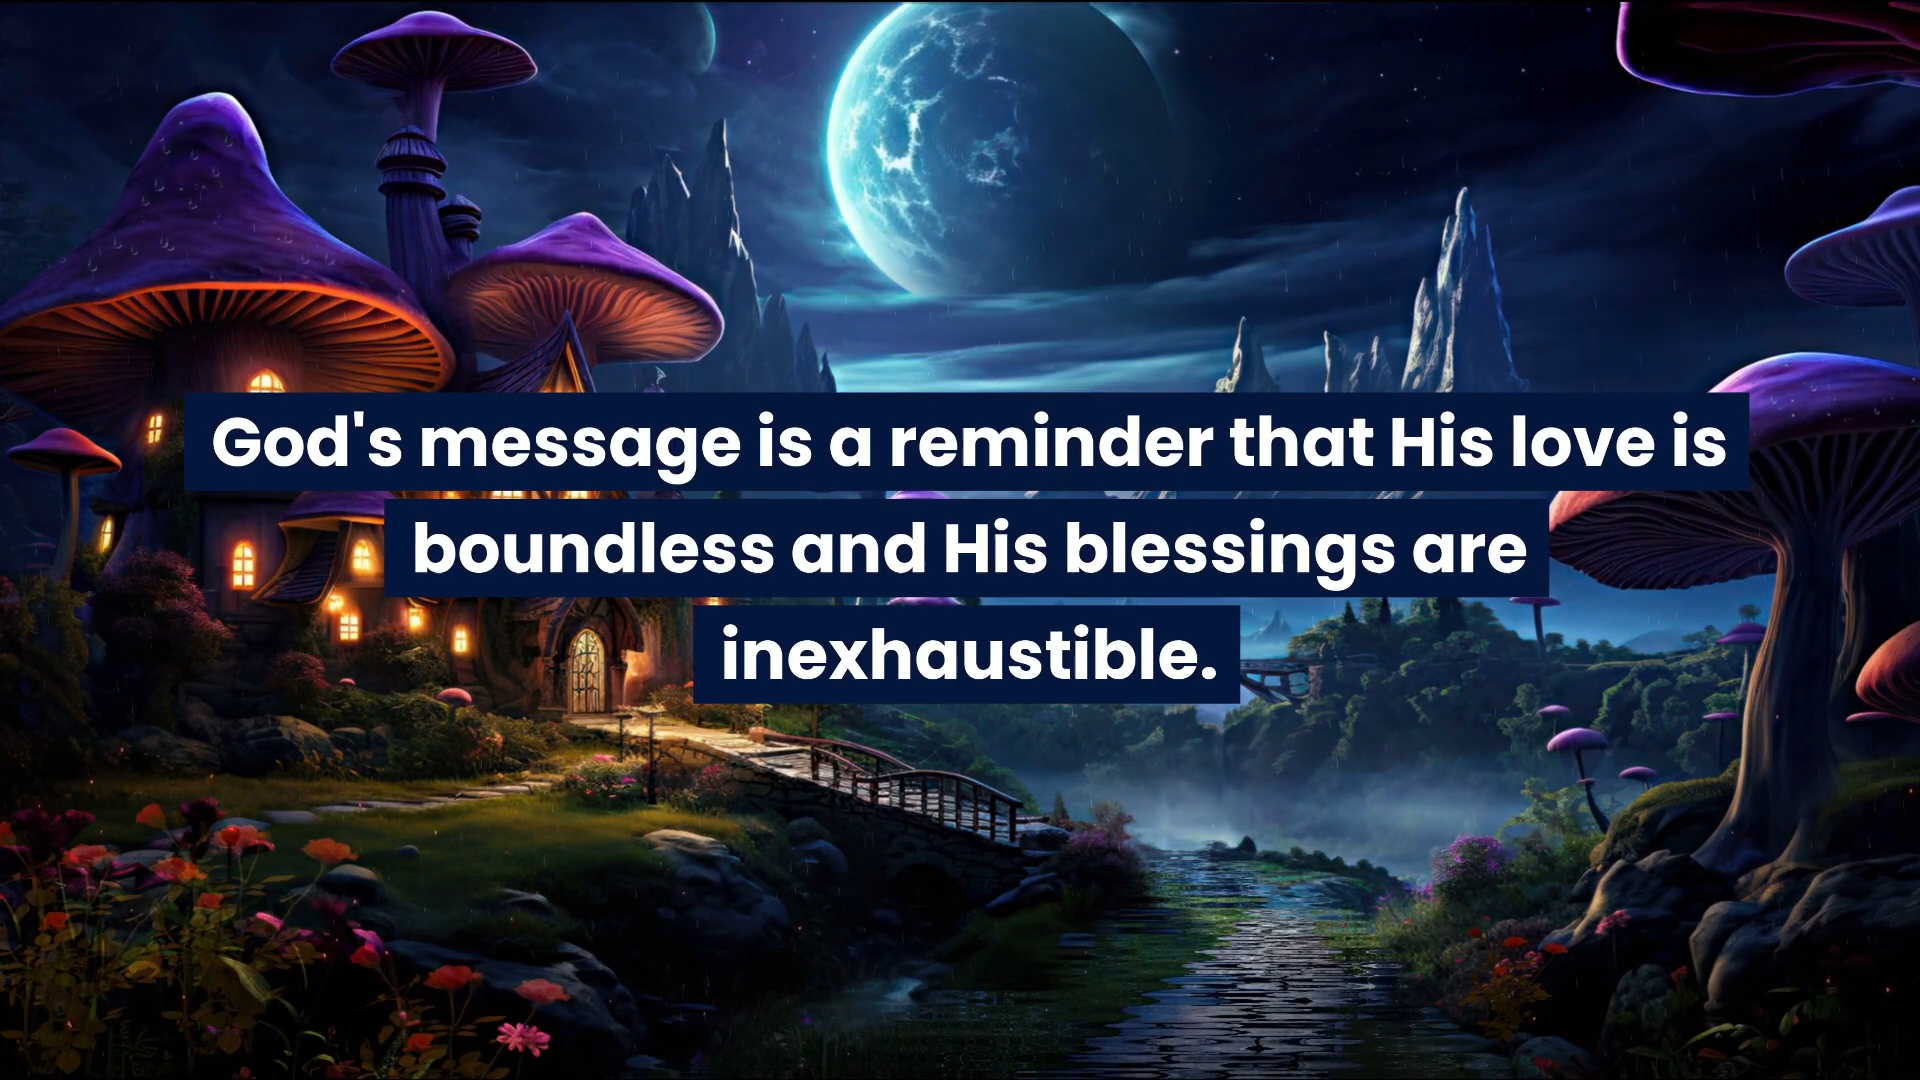 God's message is a reminder that His love is
boundless and His blessings are
inexhaustible.